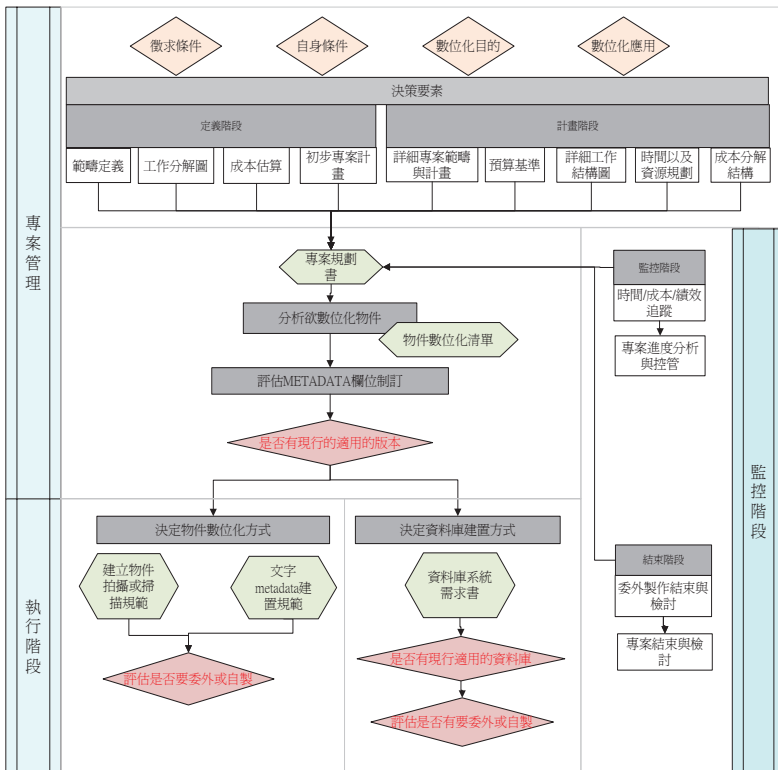 徵求條件
自身條件
數位化目的
數位化應用
決策要素
定義階段
計畫階段
範疇定義
工作分解圖
成本估算
初步專案計
畫
詳細專案範疇
與計畫
預算基準
詳細工作
結構圖
時間以及
資源規劃
成本分解
結構
專案管理
專案規劃
書
監控階段
時間/成本/績效
追蹤
專案進度分析
與控管
分析欲數位化物件
物件數位化清單
評估METADATA欄位制訂
是否有現行的適用的版本
監控階段
執行階段
決定物件數位化方式
決定資料庫建置方式
建立物件
拍攝或掃
描規範
文字
metadata建
置規範
資料庫系統
需求書
結束階段
委外製作結束與
檢討
專案結束與檢
討
評估是否要委外或自製
是否有現行適用的資料庫
評估是否有要委外或自製